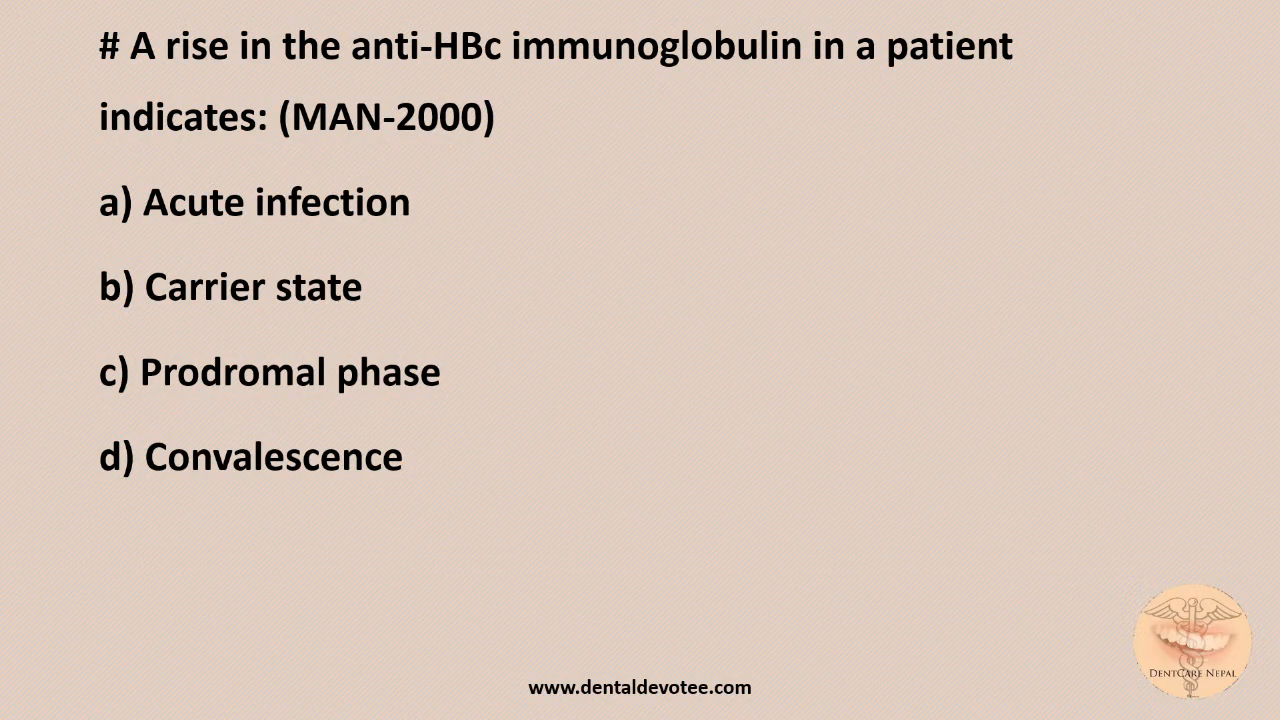 # A rise in the anti-HBc immunoglobulin in a patient
indicates: (MAN-2000)
a) Acute infection
b) Carrier state
c) Prodromal phase
d) Convalescence
DentCare Nepal
www.dentaldevotee.com